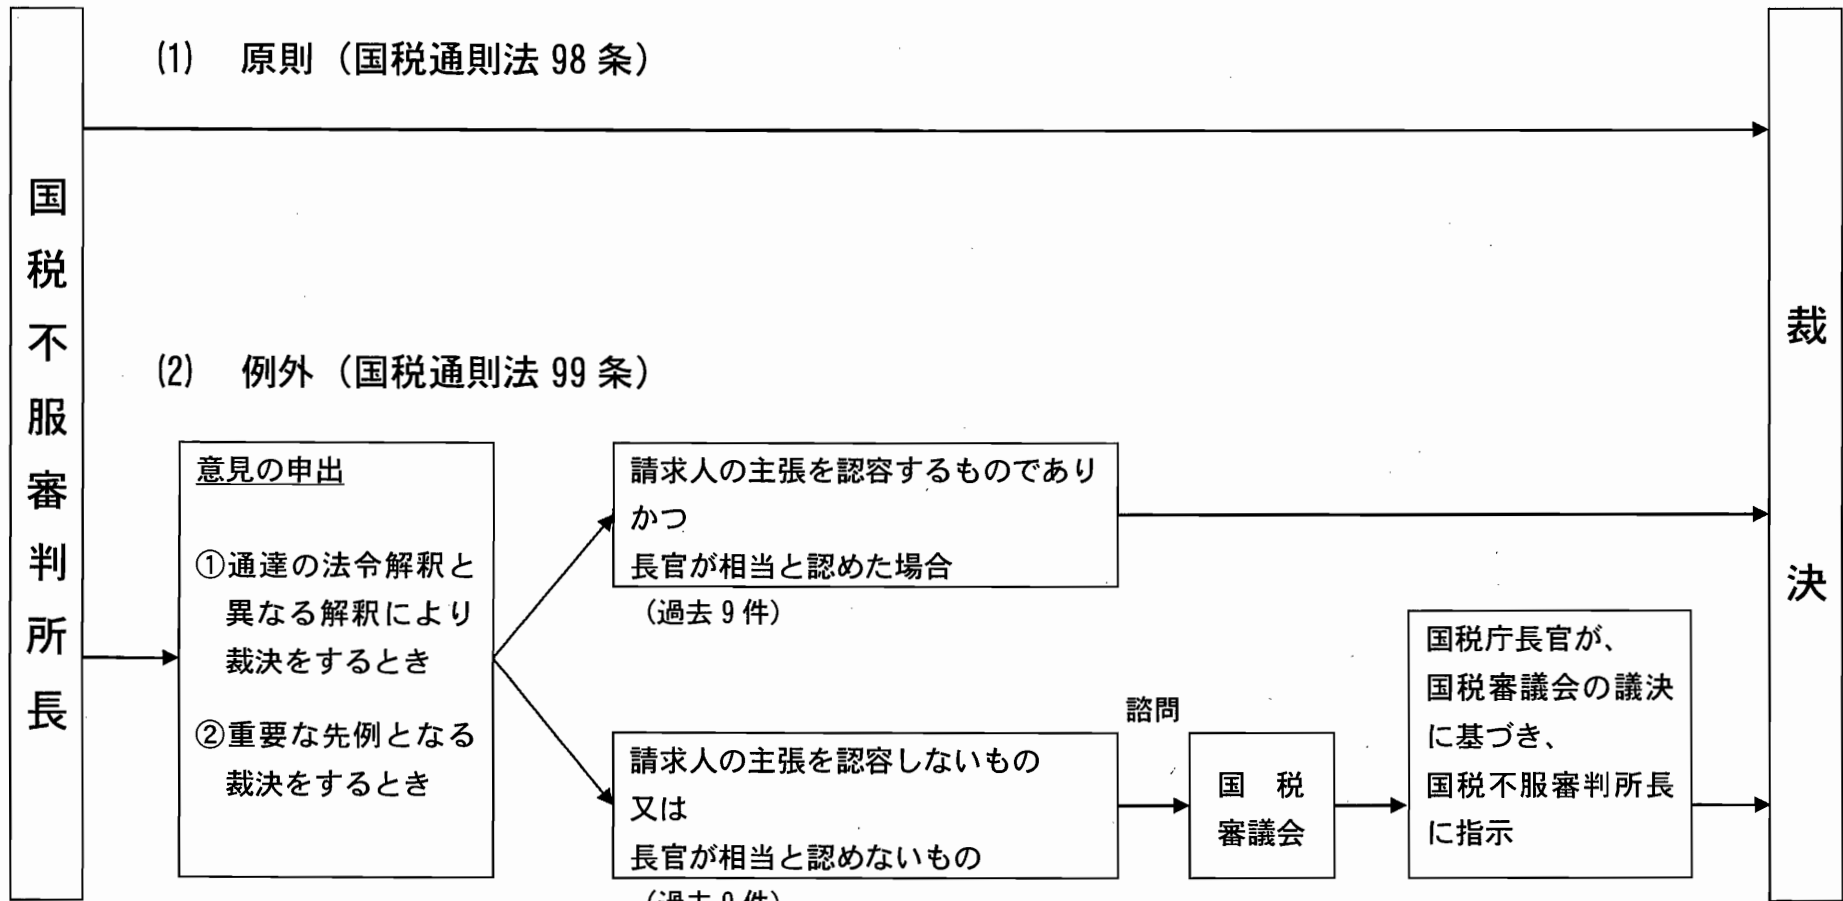 国税不服審判所長
(1) 原則（国税通則法 98 条）
(2) 例外（国税通則法 99 条）
意見の申出
①通達の法令解釈と
異なる解釈により
裁決をするとき
②重要な先例となる
裁決をするとき
請求人の主張を認容するものであり
かつ
長官が相当と認めた場合
（過去 9 件）
請求人の主張を認容しないもの
又は
長官が相当と認めないもの
諮問
国 税
審議会
国税庁長官が、
国税審議会の議決
に基づき、
国税不服審判所長
に指示
裁決